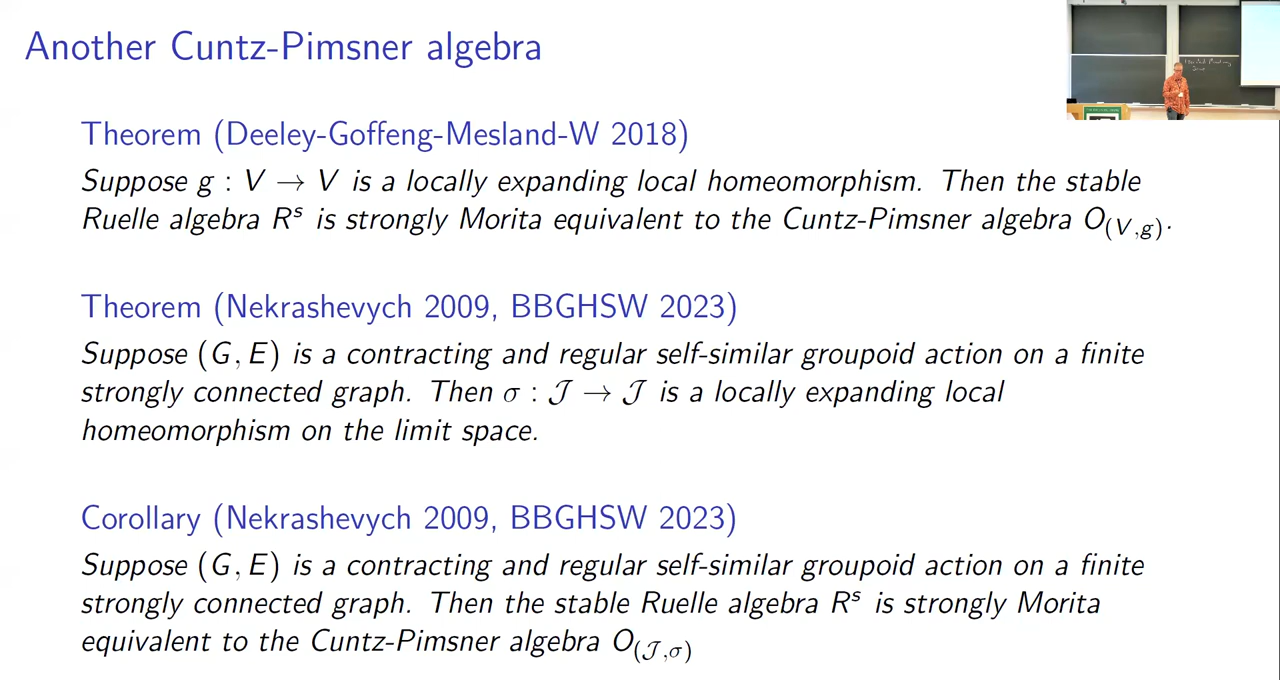 Another Cuntz-Pimsner algebra
Theorem (Deeley-Goffeng-Mesland-W 2018)
Suppose g : V → V is a locally expanding local homeomorphism. Then the stable
Ruelle algebra Rˢ is strongly Morita equivalent to the Cuntz-Pimsner algebra O₍V,g₎.
Theorem (Nekrashevych 2009, BBGHSW 2023)
Suppose (G, E) is a contracting and regular self-similar groupoid action on a finite
strongly connected graph. Then σ : 𝒥 → 𝒥 is a locally expanding local
homeomorphism on the limit space.
Corollary (Nekrashevych 2009, BBGHSW 2023)
Suppose (G, E) is a contracting and regular self-similar groupoid action on a finite
strongly connected graph. Then the stable Ruelle algebra Rˢ is strongly Morita
equivalent to the Cuntz-Pimsner algebra O₍𝒥,σ₎